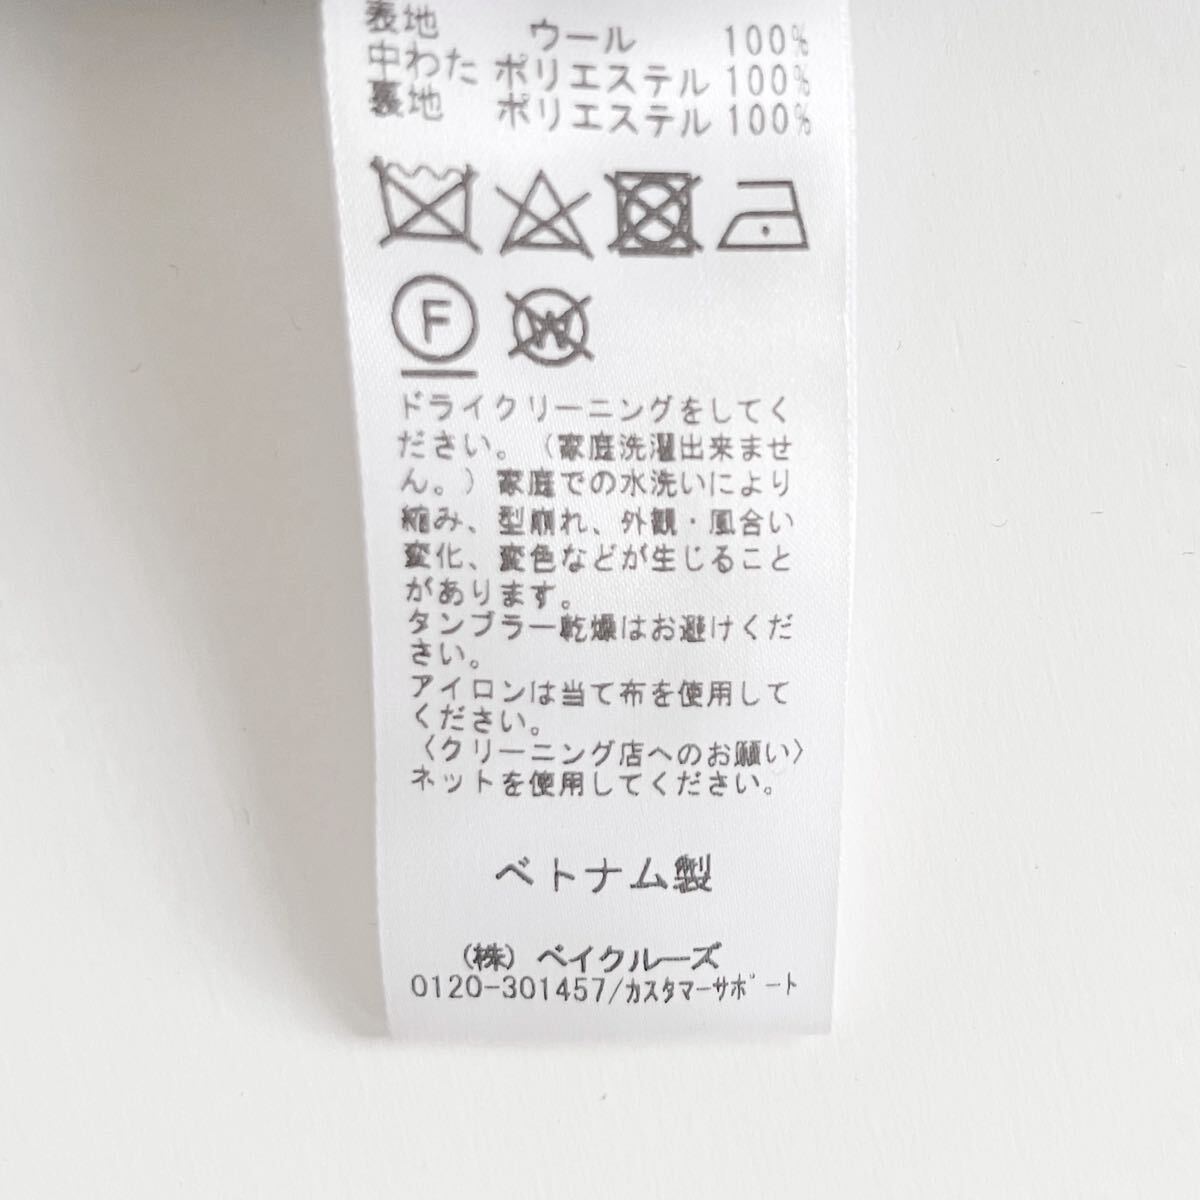 表地 ウール 100%
中わた ポリエステル 100%
裏地 ポリエステル 100%
F W
ドライクリーニングをしてく
ださい。（家庭洗濯出来ませ
ん。）家庭での水洗いにより
縮み、型崩れ、外観・風合い
変化、変色などが生じること
があります。
タンブラー乾燥はお避けくだ
さい。
アイロンは当て布を使用して
ください。
〈クリーニング店へのお願い〉
ネットを使用してください。
ベトナム製
（株）ベイクルーズ
0120-301457/ｶｽﾀﾏｰｻﾎﾟｰﾄ